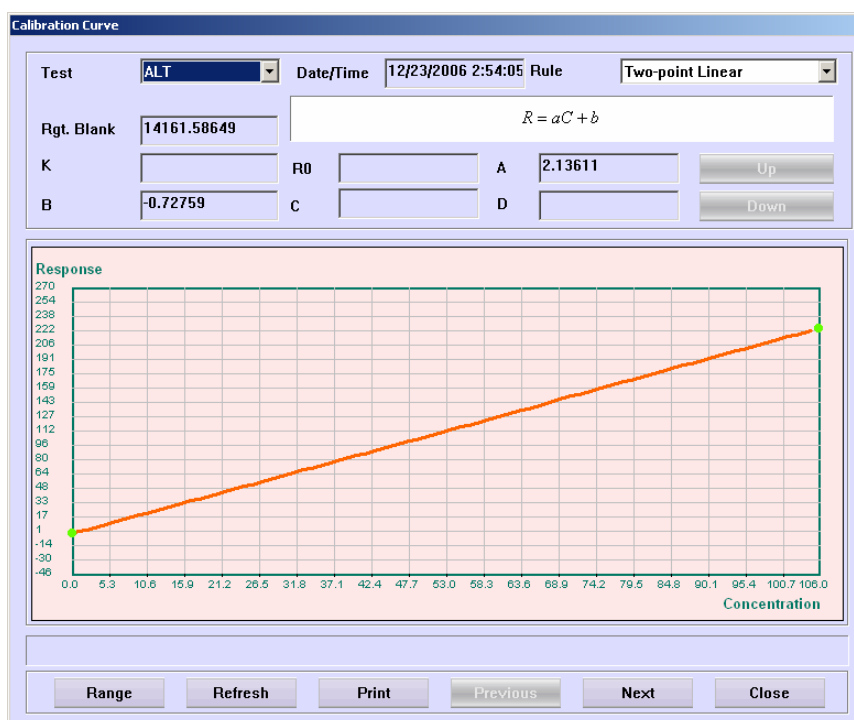 Calibration Curve
Test ALT Date/Time 12/23/2006 2:54:05 Rule Two-point Linear
R = aC + b
Rgt. Blank 14161.58649
K R0 A 2.13611 Up
B -0.72759 C D Down
Response
270
254
238
222
206
191
175
159
143
127
112
96
80
64
48
33
17
1
-14
-30
-46
0.0 5.3 10.6 15.9 21.2 26.5 31.8 37.1 42.4 47.7 53.0 58.3 63.6 68.9 74.2 79.5 84.8 90.1 95.4 100.7 106.0
Concentration
Range Refresh Print Previous Next Close